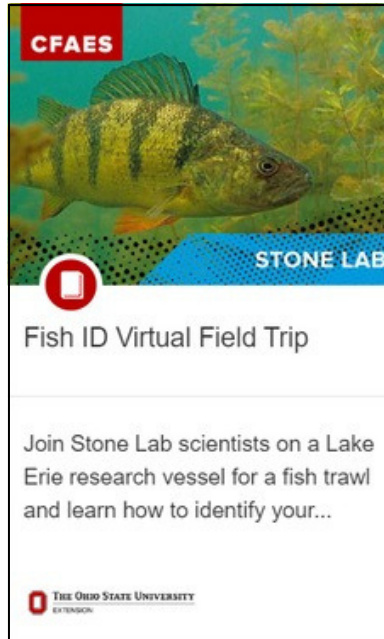 CFAES
STONE LAB
Fish ID Virtual Field Trip
Join Stone Lab scientists on a Lake
Erie research vessel for a fish trawl
and learn how to identify your...
THE OHIO STATE UNIVERSITY
EXTENSION